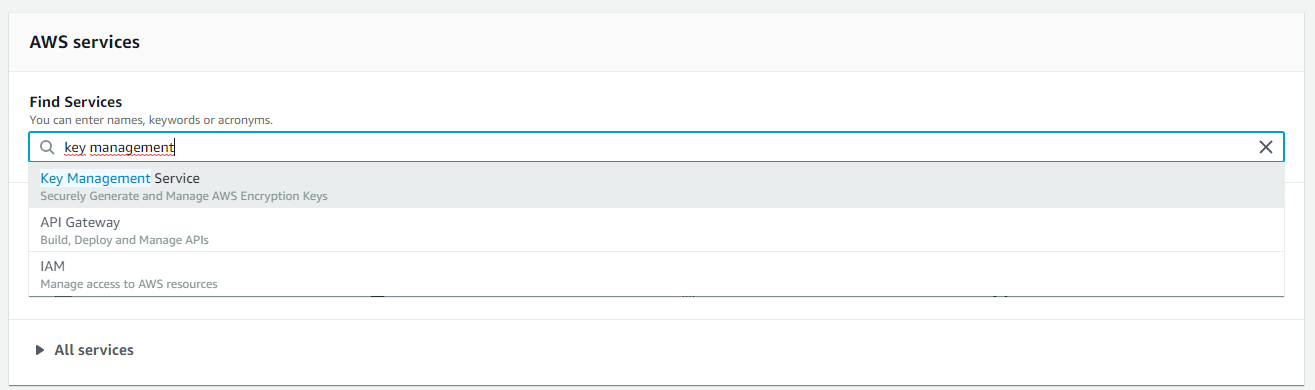 AWS services
Find Services
You can enter names, keywords or acronyms.
key management
Key Management Service
Securely Generate and Manage AWS Encryption Keys
API Gateway
Build, Deploy and Manage APIs
IAM
Manage access to AWS resources
All services